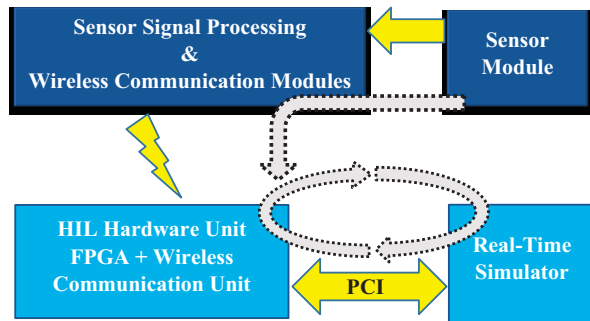 Sensor Signal Processing
&
Wireless Communication Modules
Sensor
Module
HIL Hardware Unit
FPGA + Wireless
Communication Unit
PCI
Real-Time
Simulator